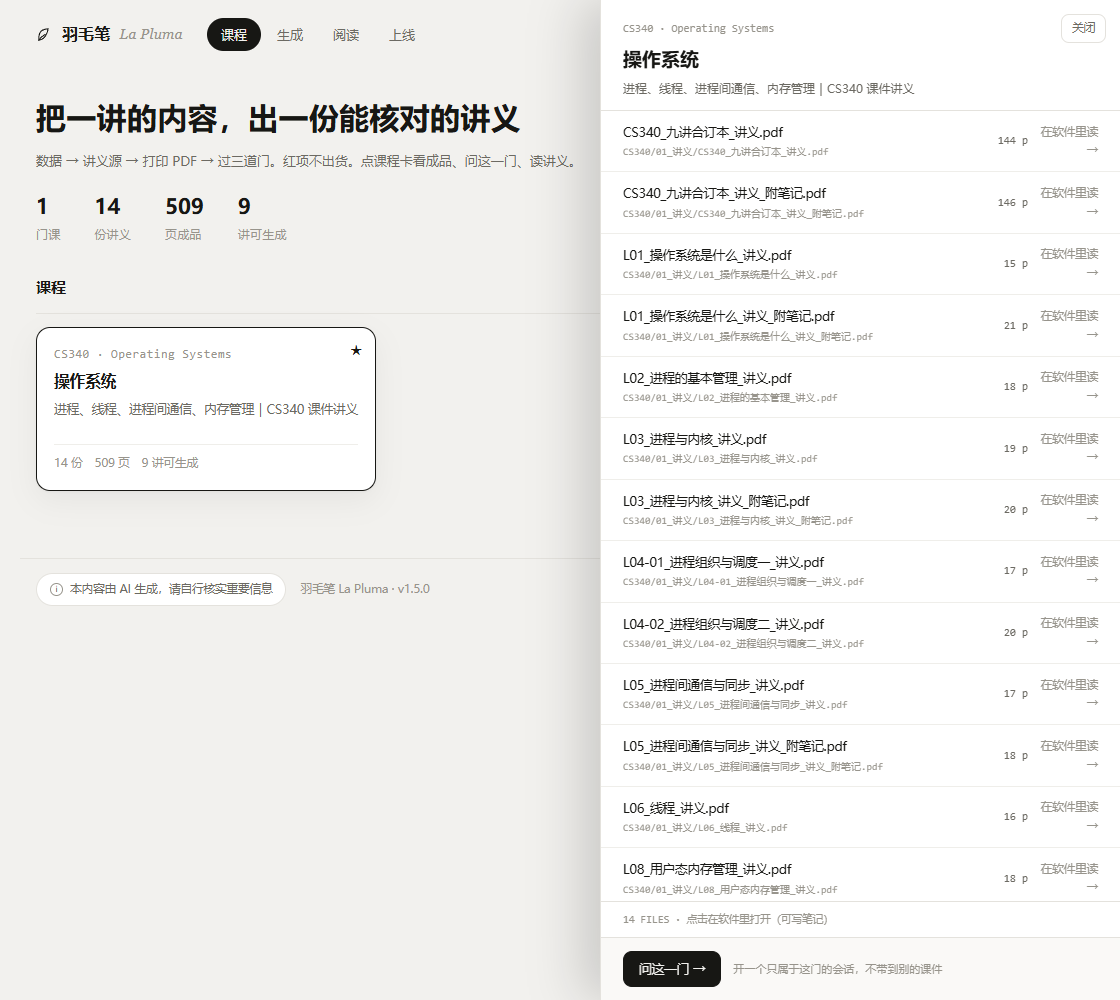 羽毛笔 La Pluma 课程 生成 阅读 上线
把一讲的内容，出一份能核对的讲义
数据 → 讲义源 → 打印 PDF → 过三道门。红项不出货。点课程卡看成品、问这一门、读讲义。
1 14 509 9
门课 份讲义 页成品 讲可生成
课程
CS340 · Operating Systems ★
操作系统
进程、线程、进程间通信、内存管理 | CS340 课件讲义
14 份 509 页 9 讲可生成
本内容由 AI 生成，请自行核实重要信息 羽毛笔 La Pluma · v1.5.0
CS340 · Operating Systems 关闭
操作系统
进程、线程、进程间通信、内存管理 | CS340 课件讲义
CS340_九讲合订本_讲义.pdf
CS340/01_讲义/CS340_九讲合订本_讲义.pdf
144 p 在软件里读 →
CS340_九讲合订本_讲义_附笔记.pdf
CS340/01_讲义/CS340_九讲合订本_讲义_附笔记.pdf
146 p 在软件里读 →
L01_操作系统是什么_讲义.pdf
CS340/01_讲义/L01_操作系统是什么_讲义.pdf
15 p 在软件里读 →
L01_操作系统是什么_讲义_附笔记.pdf
CS340/01_讲义/L01_操作系统是什么_讲义_附笔记.pdf
21 p 在软件里读 →
L02_进程的基本管理_讲义.pdf
CS340/01_讲义/L02_进程的基本管理_讲义.pdf
18 p 在软件里读 →
L03_进程与内核_讲义.pdf
CS340/01_讲义/L03_进程与内核_讲义.pdf
19 p 在软件里读 →
L03_进程与内核_讲义_附笔记.pdf
CS340/01_讲义/L03_进程与内核_讲义_附笔记.pdf
20 p 在软件里读 →
L04-01_进程组织与调度一_讲义.pdf
CS340/01_讲义/L04-01_进程组织与调度一_讲义.pdf
17 p 在软件里读 →
L04-02_进程组织与调度二_讲义.pdf
CS340/01_讲义/L04-02_进程组织与调度二_讲义.pdf
20 p 在软件里读 →
L05_进程间通信与同步_讲义.pdf
CS340/01_讲义/L05_进程间通信与同步_讲义.pdf
17 p 在软件里读 →
L05_进程间通信与同步_讲义_附笔记.pdf
CS340/01_讲义/L05_进程间通信与同步_讲义_附笔记.pdf
18 p 在软件里读 →
L06_线程_讲义.pdf
CS340/01_讲义/L06_线程_讲义.pdf
16 p 在软件里读 →
L08_用户态内存管理_讲义.pdf
CS340/01_讲义/L08_用户态内存管理_讲义.pdf
18 p 在软件里读 →
14 FILES · 点击在软件里打开（可写笔记）
问这一门 → 开一个只属于这门的会话，不带到别的课件